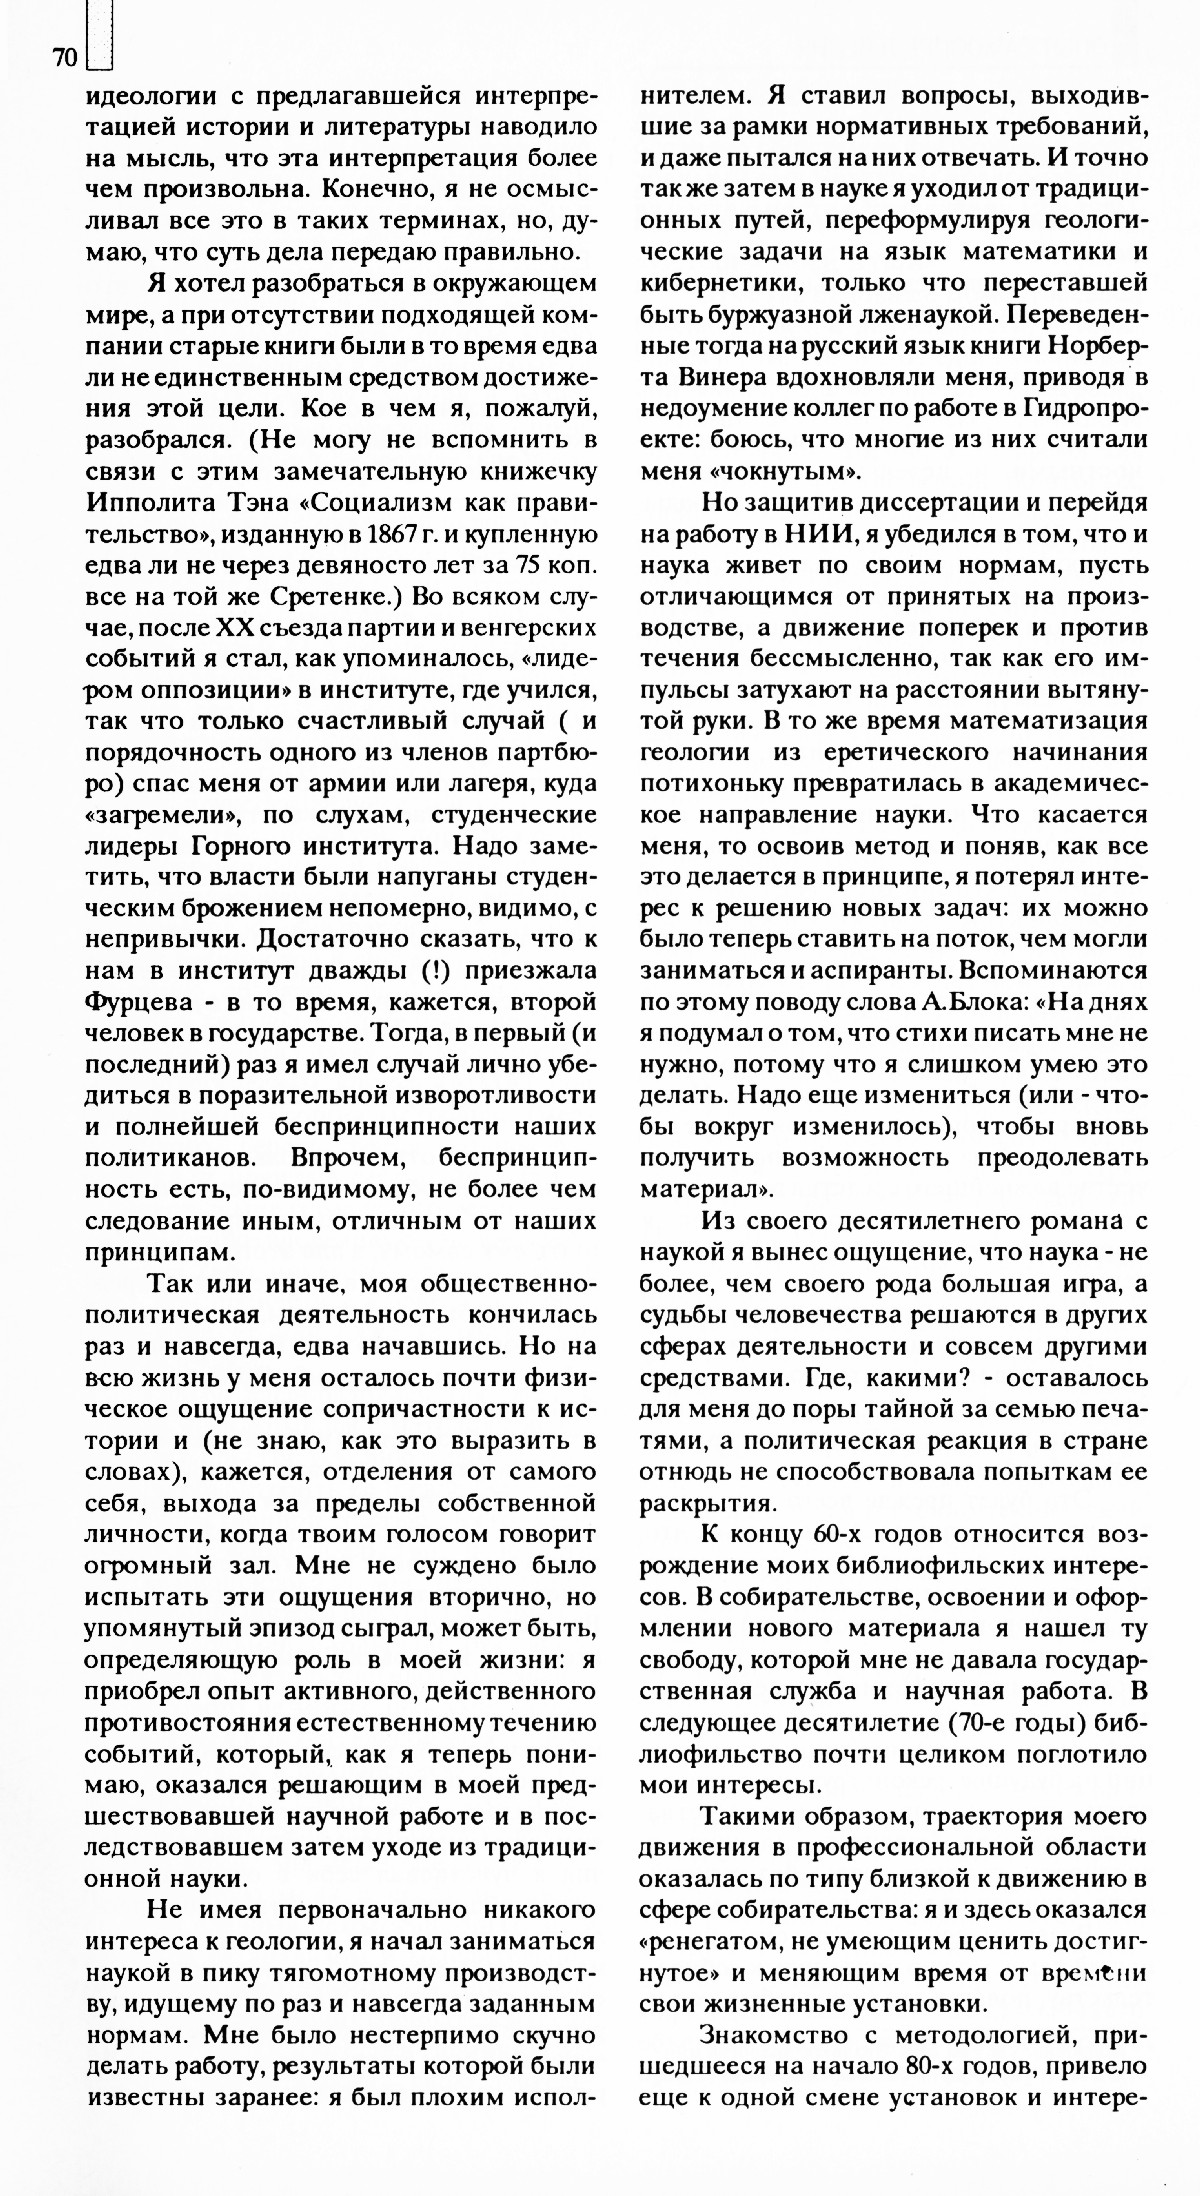 70
идеологии с предлагавшейся интерпре-
тацией истории и литературы наводило
на мысль, что эта интерпретация более
чем произвольна. Конечно, я не осмыс-
ливал все это в таких терминах, но, ду-
маю, что суть дела передаю правильно.
Я хотел разобраться в окружающем
мире, а при отсутствии подходящей ком-
пании старые книги были в то время едва
ли не единственным средством достиже-
ния этой цели. Кое в чем я, пожалуй,
разобрался. (Не могу не вспомнить в
связи с этим замечательную книжечку
Ипполита Тэна «Социализм как прави-
тельство», изданную в 1867 г. и купленную
едва ли не через девяносто лет за 75 коп.
все на той же Сретенке.) Во всяком слу-
чае, после XX съезда партии и венгерских
событий я стал, как упоминалось, «лиде-
ром оппозиции» в институте, где учился,
так что только счастливый случай ( и
порядочность одного из членов партбю-
ро) спас меня от армии или лагеря, куда
«загремели», по слухам, студенческие
лидеры Горного института. Надо заме-
тить, что власти были напуганы студен-
ческим брожением непомерно, видимо, с
непривычки. Достаточно сказать, что к
нам в институт дважды (!) приезжала
Фурцева - в то время, кажется, второй
человек в государстве. Тогда, в первый (и
последний) раз я имел случай лично убе-
диться в поразительной изворотливости
и полнейшей беспринципности наших
политиканов. Впрочем, беспринцип-
ность есть, по-видимому, не более чем
следование иным, отличным от наших
принципам.
Так или иначе, моя общественно-
политическая деятельность кончилась
раз и навсегда, едва начавшись. Но на
всю жизнь у меня осталось почти физи-
ческое ощущение сопричастности к ис-
тории и (не знаю, как это выразить в
словах), кажется, отделения от самого
себя, выхода за пределы собственной
личности, когда твоим голосом говорит
огромный зал. Мне не суждено было
испытать эти ощущения вторично, но
упомянутый эпизод сыграл, может быть,
определяющую роль в моей жизни: я
приобрел опыт активного, действенного
противостояния естественному течению
событий, который, как я теперь пони-
маю, оказался решающим в моей пред-
шествовавшей научной работе и в пос-
ледствовавшем затем уходе из традици-
онной науки.
Не имея первоначально никакого
интереса к геологии, я начал заниматься
наукой в пику тягомотному производст-
ву, идущему по раз и навсегда заданным
нормам. Мне было нестерпимо скучно
делать работу, результаты которой были
известны заранее: я был плохим испол-
нителем. Я ставил вопросы, выходив-
шие за рамки нормативных требований,
и даже пытался на них отвечать. И точно
так же затем в науке я уходил от традици-
онных путей, переформулируя геологи-
ческие задачи на язык математики и
кибернетики, только что переставшей
быть буржуазной лженаукой. Переведен-
ные тогда на русский язык книги Норбер-
та Винера вдохновляли меня, приводя в
недоумение коллег по работе в Гидропро-
екте: боюсь, что многие из них считали
меня «чокнутым».
Но защитив диссертации и перейдя
на работу в НИИ, я убедился в том, что и
наука живет по своим нормам, пусть
отличающимся от принятых на произ-
водстве, а движение поперек и против
течения бессмысленно, так как его им-
пульсы затухают на расстоянии вытяну-
той руки. В то же время математизация
геологии из еретического начинания
потихоньку превратилась в академичес-
кое направление науки. Что касается
меня, то освоив метод и поняв, как все
это делается в принципе, я потерял инте-
рес к решению новых задач: их можно
было теперь ставить на поток, чем могли
заниматься и аспиранты. Вспоминаются
по этому поводу слова А.Блока: «На днях
я подумал о том, что стихи писать мне не
нужно, потому что я слишком умею это
делать. Надо еще измениться (или - что-
бы вокруг изменилось), чтобы вновь
получить возможность преодолевать
материал».
Из своего десятилетнего романа с
наукой я вынес ощущение, что наука - не
более, чем своего рода большая игра, а
судьбы человечества решаются в других
сферах деятельности и совсем другими
средствами. Где, какими? - оставалось
для меня до поры тайной за семью печа-
тями, а политическая реакция в стране
отнюдь не способствовала попыткам ее
раскрытия.
К концу 60-х годов относится воз-
рождение моих библиофильских интере-
сов. В собирательстве, освоении и офор-
млении нового материала я нашел ту
свободу, которой мне не давала государ-
ственная служба и научная работа. В
следующее десятилетие (70-е годы) биб-
лиофильство почти целиком поглотило
мои интересы.
Такими образом, траектория моего
движения в профессиональной области
оказалась по типу близкой к движению в
сфере собирательства: я и здесь оказался
«ренегатом, не умеющим ценить достиг-
нутое» и меняющим время от времени
свои жизненные установки.
Знакомство с методологией, при-
шедшееся на начало 80-х годов, привело
еще к одной смене установок и интере-